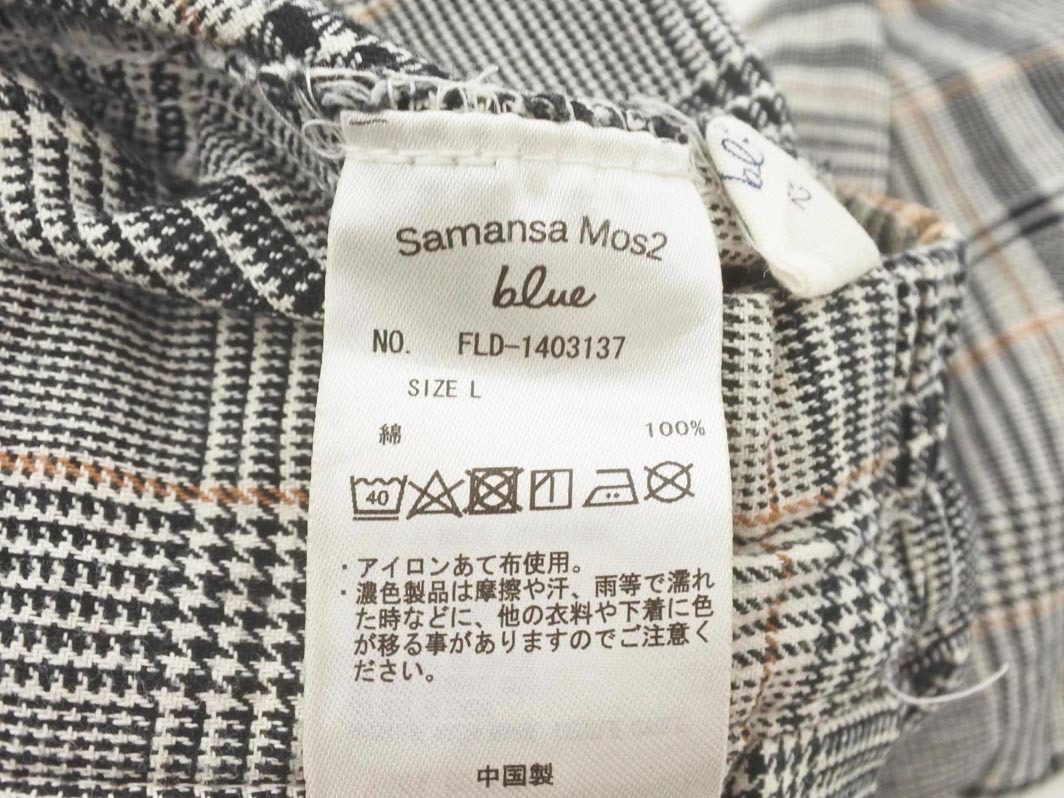 Samansa Mos2
blue
NO. FLD-1403137
SIZE L
綿 100%
40
・アイロンあて布使用。
・濃色製品は摩擦や汗、雨等で濡れ
た時などに、他の衣料や下着に色
が移る事がありますのでご注意く
ださい。
中国製